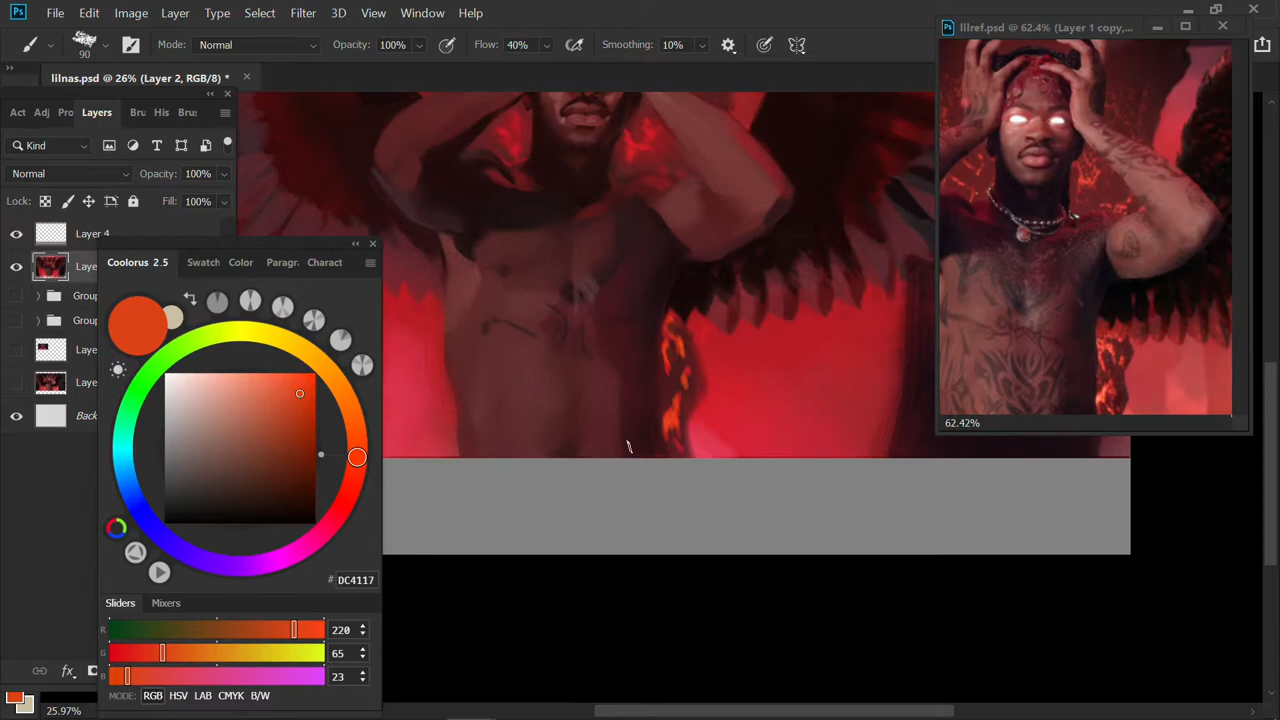 Ps File Edit Image Layer Type Select Filter 3D View Window Help
90 Mode: Normal Opacity: 100% Flow: 40% Smoothing: 10%
lilnas.psd @ 26% (Layer 2, RGB/8) *
lilref.psd @ 62.4% (Layer 1 copy,...
Act Adj Pro Layers Bru His Brus
Kind
Normal Opacity: 100%
Lock: Fill: 100%
Layer 4
Laye
Group
Group
Laye
Laye
Back
Coolorus 2.5 Swatch Color Paragra Charact
# DC4117
Sliders Mixers
R 220
G 65
B 23
MODE: RGB HSV LAB CMYK B/W
fx
25.97%
62.42%